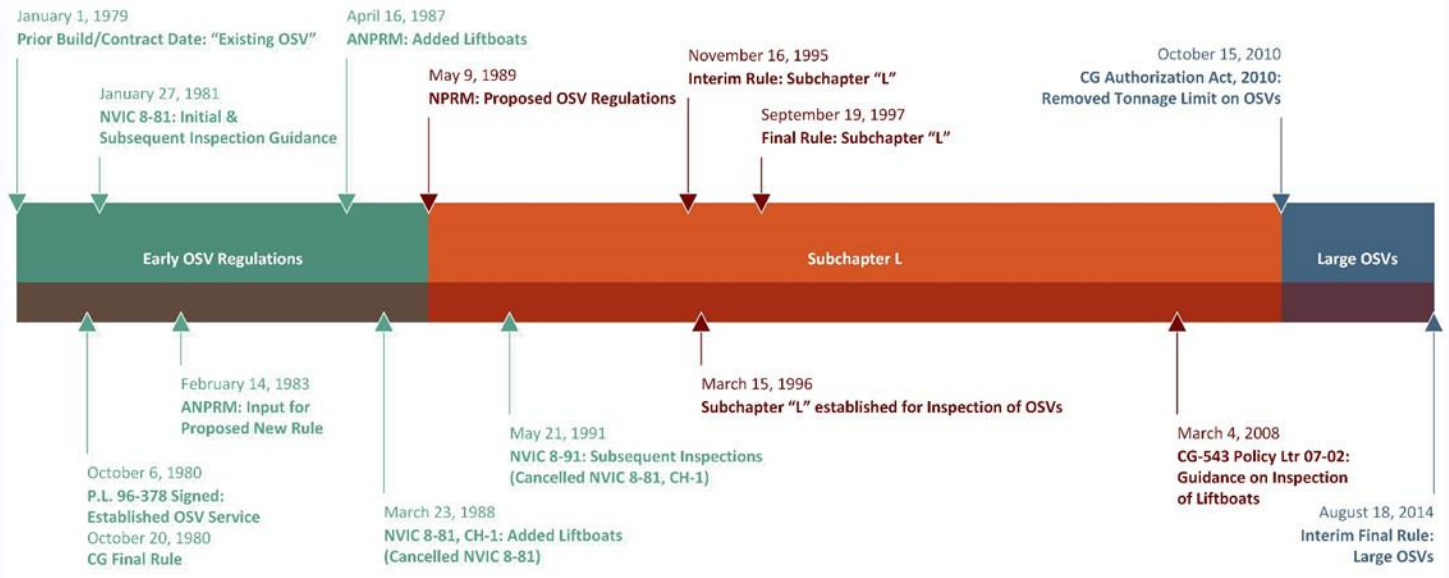 January 1, 1979
Prior Build/Contract Date: “Existing OSV”
January 27, 1981
NVIC 8-81: Initial &
Subsequent Inspection Guidance
April 16, 1987
ANPRM: Added Liftboats
May 9, 1989
NPRM: Proposed OSV Regulations
November 16, 1995
Interim Rule: Subchapter “L”
September 19, 1997
Final Rule: Subchapter “L”
October 15, 2010
CG Authorization Act, 2010:
Removed Tonnage Limit on OSVs
Early OSV Regulations
Subchapter L
Large OSVs
October 6, 1980
P.L. 96-378 Signed:
Established OSV Service
October 20, 1980
CG Final Rule
February 14, 1983
ANPRM: Input for
Proposed New Rule
March 23, 1988
NVIC 8-81, CH-1: Added Liftboats
(Cancelled NVIC 8-81)
May 21, 1991
NVIC 8-91: Subsequent Inspections
(Cancelled NVIC 8-81, CH-1)
March 15, 1996
Subchapter “L” established for Inspection of OSVs
March 4, 2008
CG-543 Policy Ltr 07-02:
Guidance on Inspection
of Liftboats
August 18, 2014
Interim Final Rule:
Large OSVs